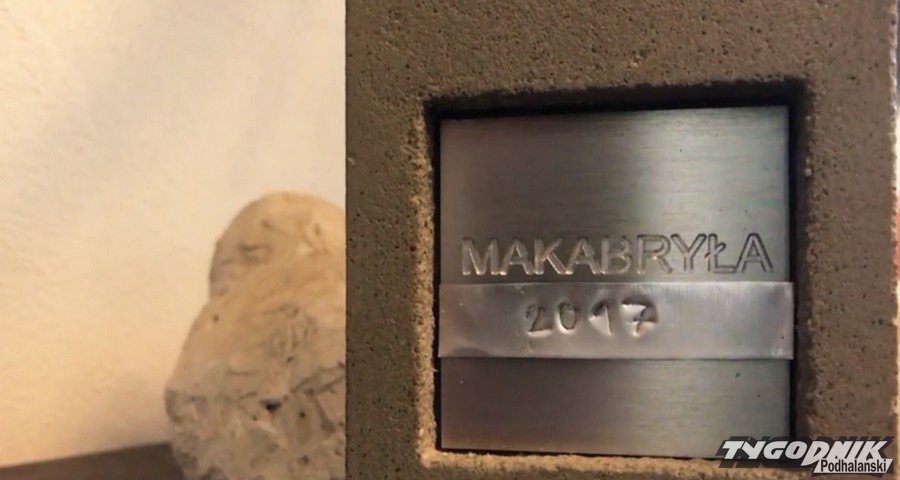 MAKABRYŁA
2017
TYGODNIK
Podhalański